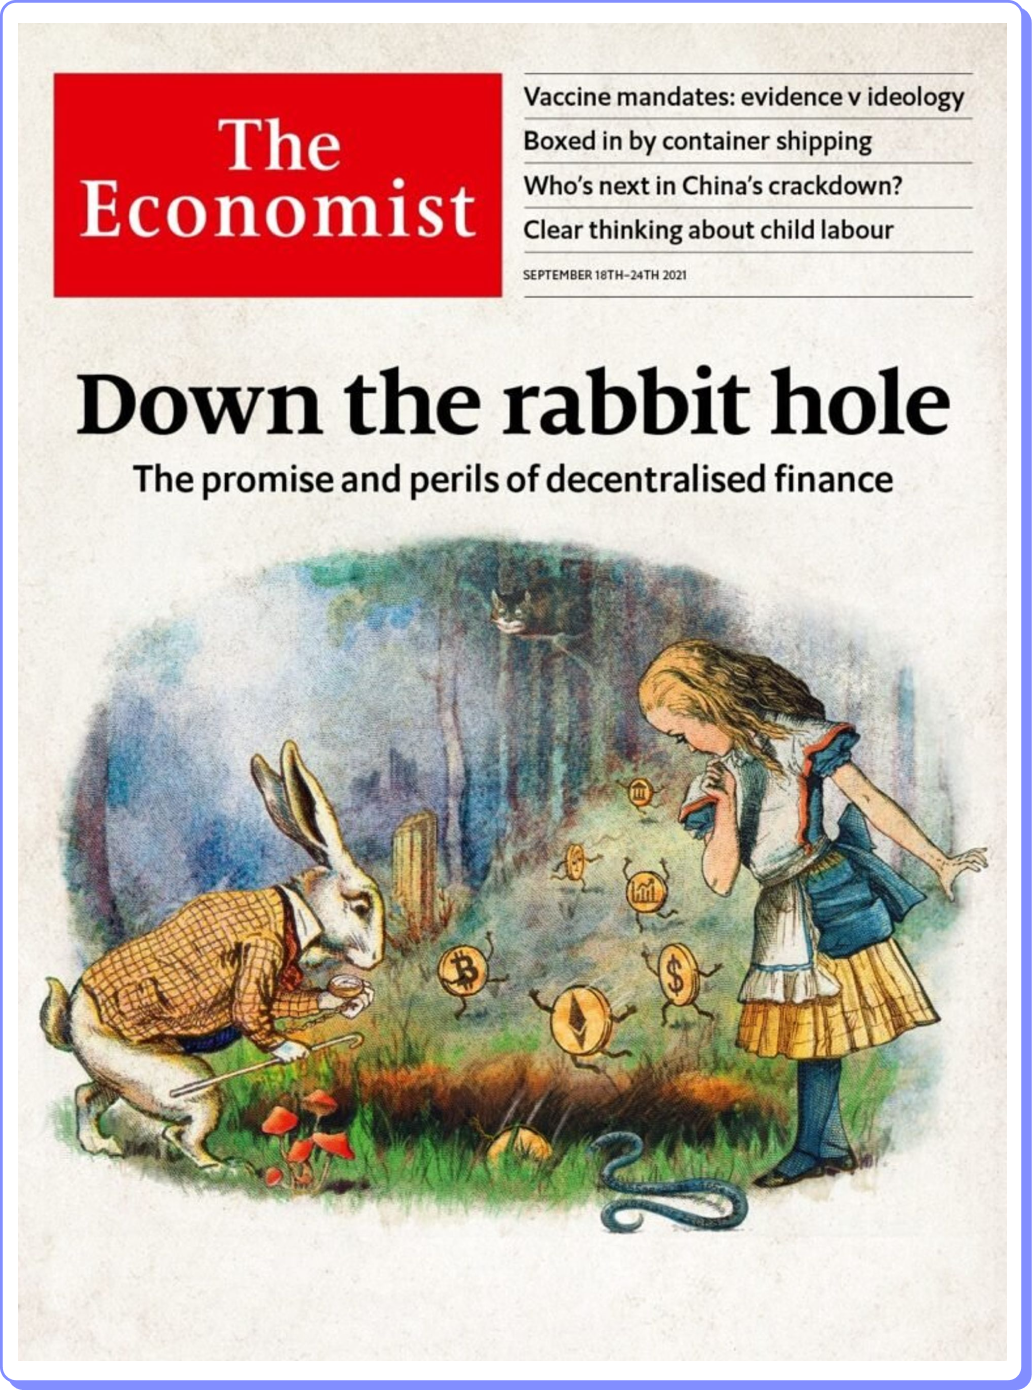 The
Economist
Vaccine mandates: evidence v ideology
Boxed in by container shipping
Who's next in China's crackdown?
Clear thinking about child labour
SEPTEMBER 18TH–24TH 2021
Down the rabbit hole
The promise and perils of decentralised finance
$